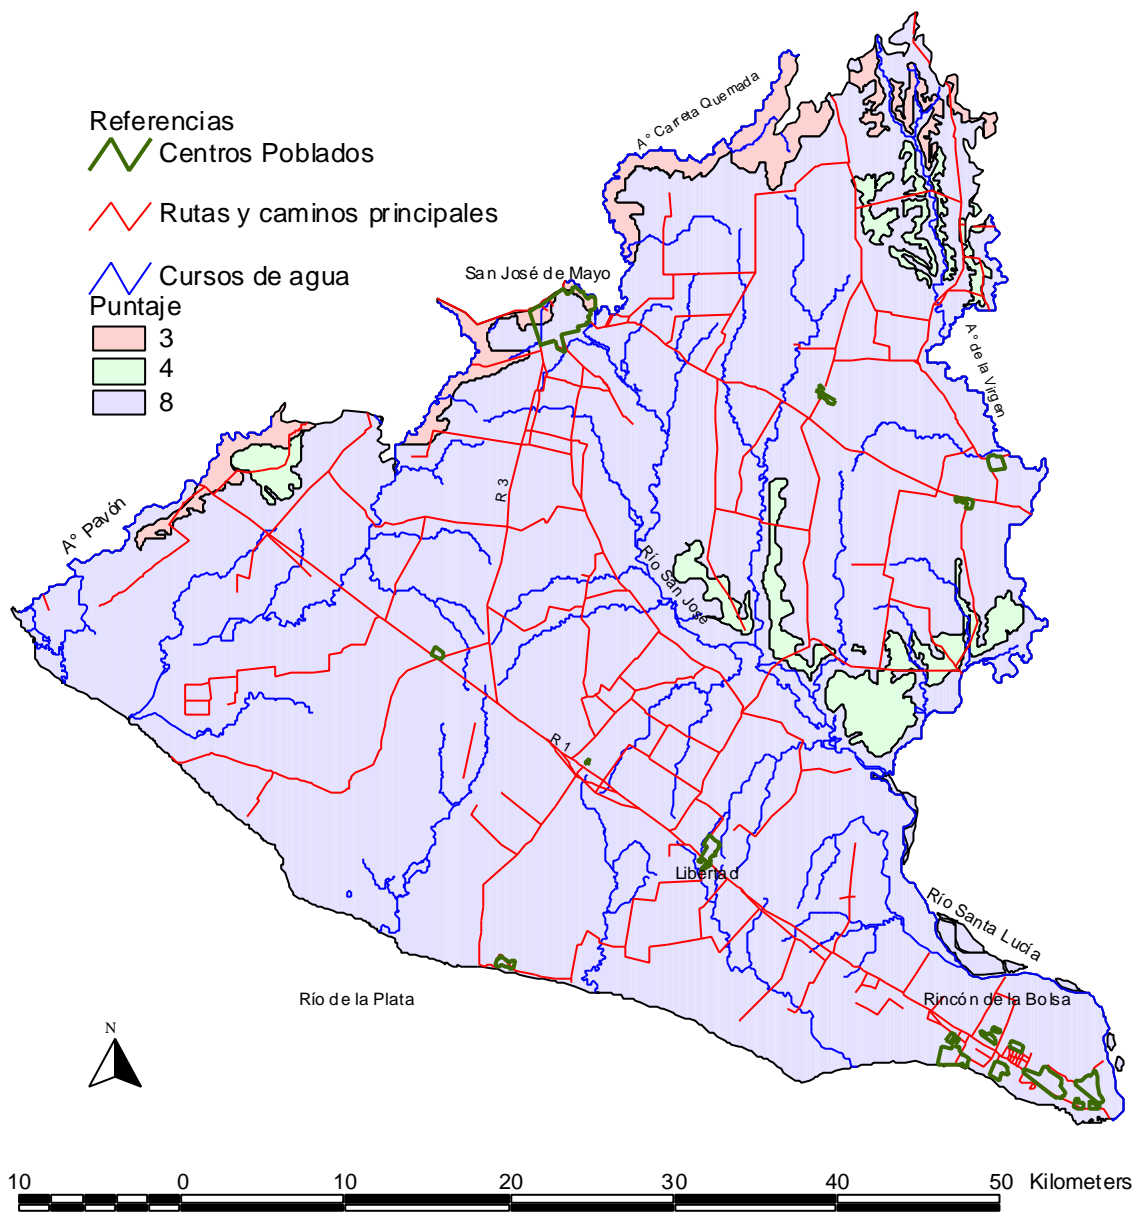 Referencias
Centros Poblados
Rutas y caminos principales
Cursos de agua
Puntaje
3
4
8
A° Carreta Quemada
San José de Mayo
A° de la Virgen
A° Pavón
R 3
Río San José
R 1
Libertad
Río Santa Lucía
Río de la Plata
Rincón de la Bolsa
N
10 0 10 20 30 40 50 Kilometers